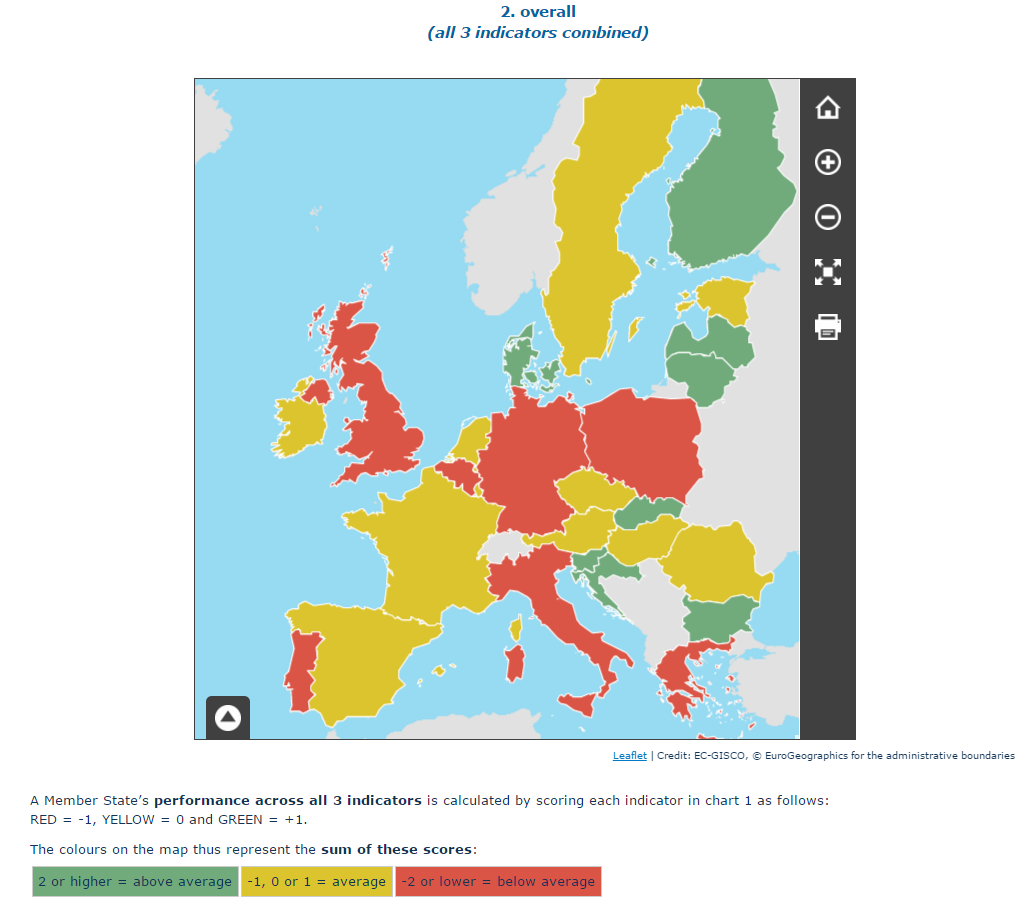 2. overall
(all 3 indicators combined)
Leaflet | Credit: EC-GISCO, © EuroGeographics for the administrative boundaries
A Member State’s performance across all 3 indicators is calculated by scoring each indicator in chart 1 as follows:
RED = -1, YELLOW = 0 and GREEN = +1.
The colours on the map thus represent the sum of these scores:
2 or higher = above average -1, 0 or 1 = average -2 or lower = below average